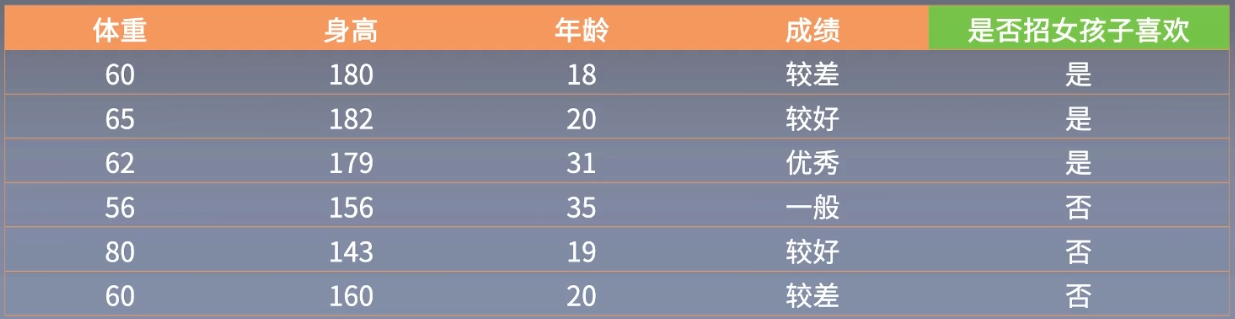 体重 身高 年龄 成绩 是否招女孩子喜欢
60 180 18 较差 是
65 182 20 较好 是
62 179 31 优秀 是
56 156 35 一般 否
80 143 19 较好 否
60 160 20 较差 否